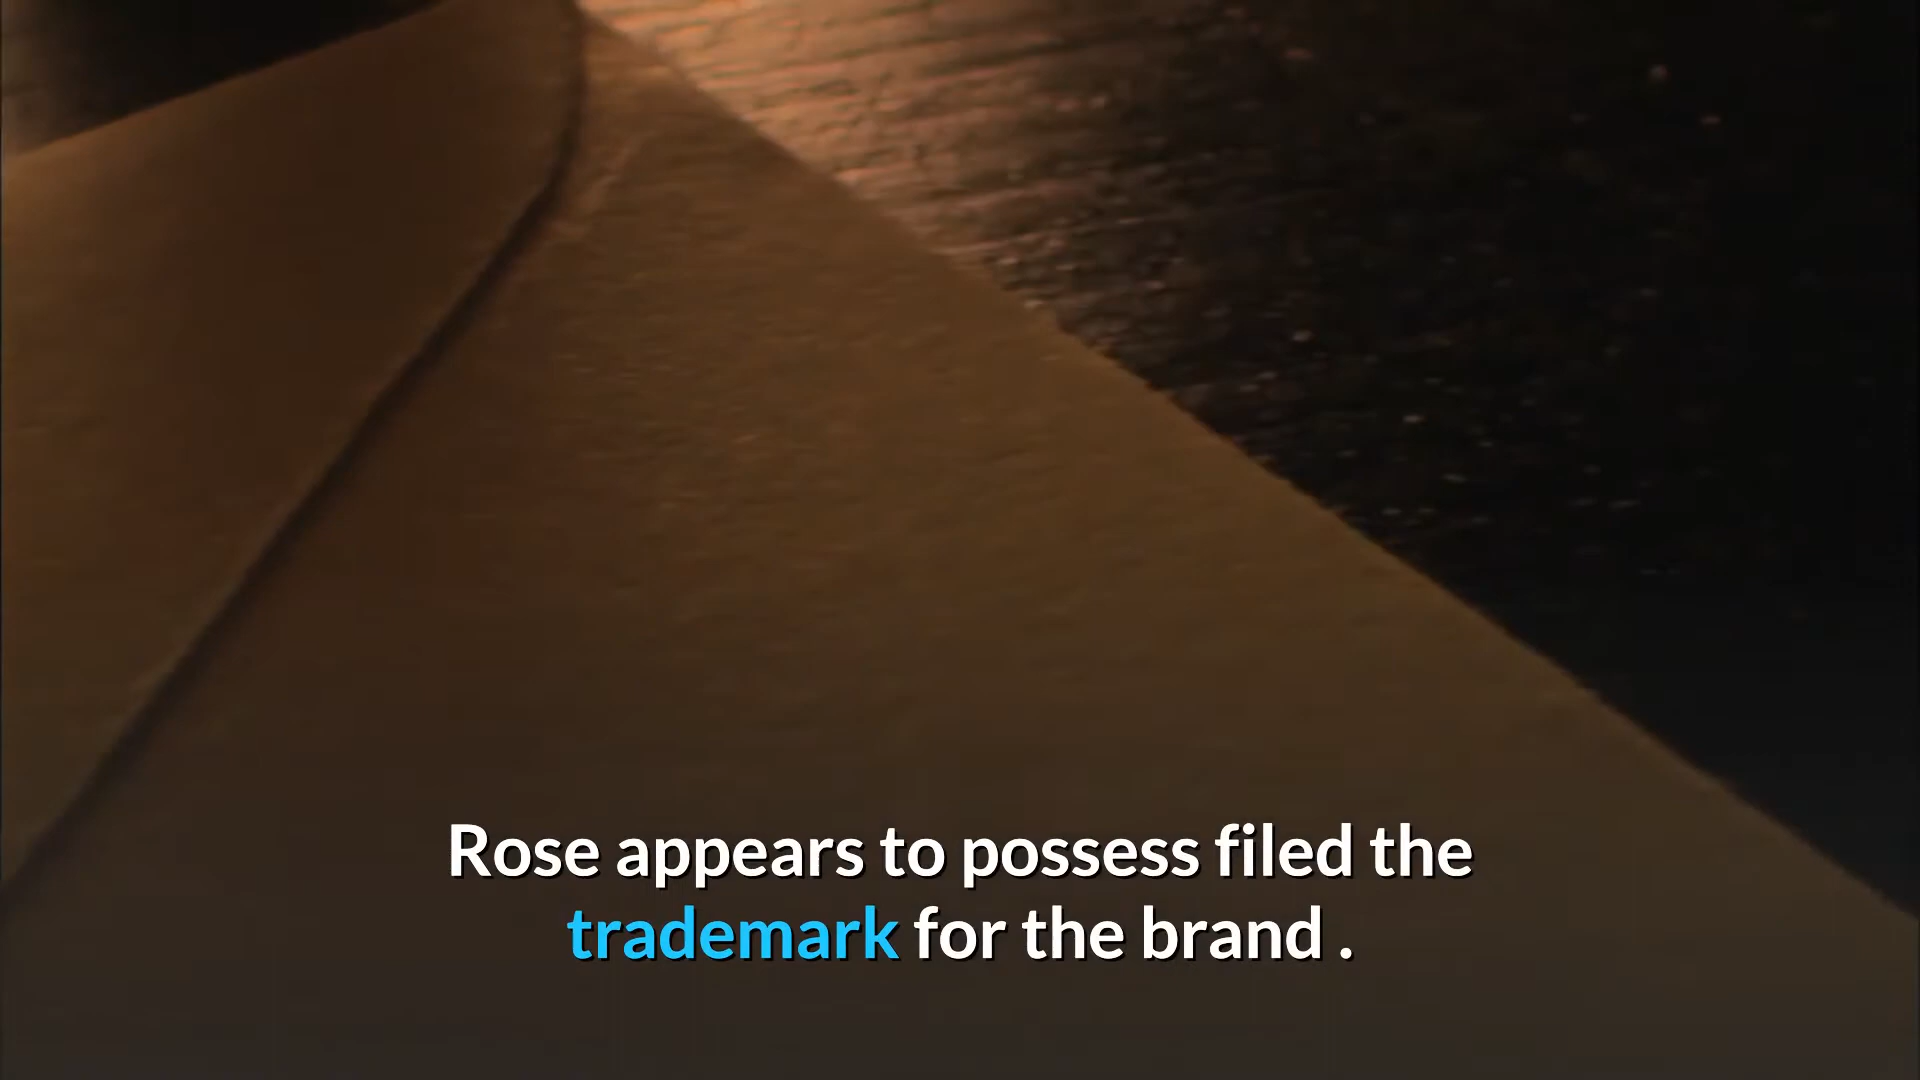 Rose appears to possess filed the
trademark for the brand .